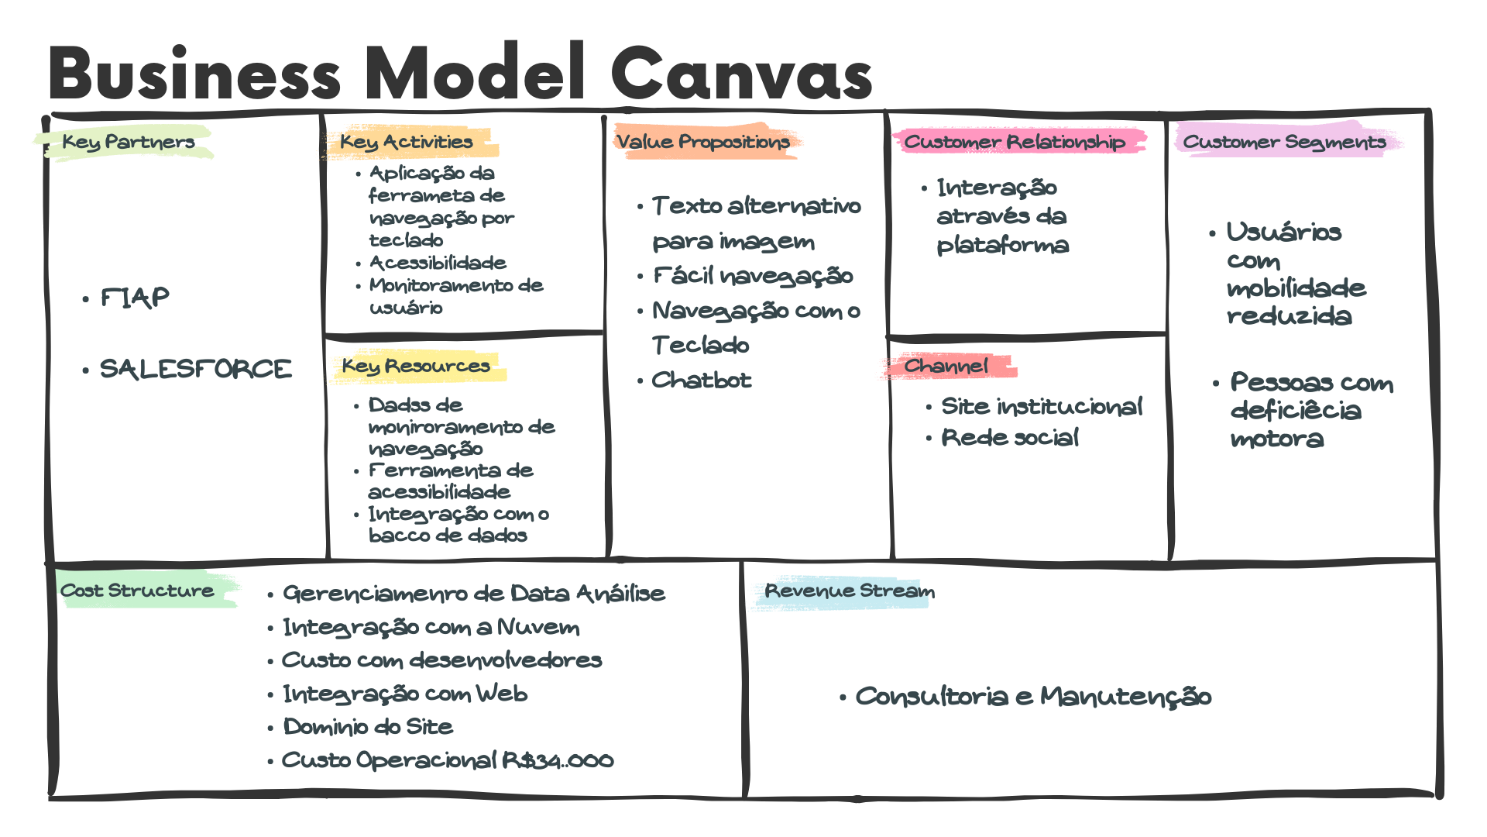 Business Model Canvas
Key Partners
• FIAP
• SALESFORCE
Key Activities
• Aplicação da
ferrameta de
navegação por
teclado
• Acessibilidade
• Monitoramento de
usuário
Key Resources
• Dadss de
monirororamento de
navegação
• Ferramenta de
acessibilidade
• Integração com o
bacco de dados
Value Propositions
• Texto alternativo
para imagem
• Fácil navegação
• Navegação com o
Teclado
• Chatbot
Customer Relationship
• Interação
através da
plataforma
Channel
• Site institucional
• Rede social
Customer Segments
• Usuários
com
mobilidade
reduzida
• Pessoas com
deficiêcia
motora
Cost Structure
• Gerenciamenro de Data Anáilise
• Integração com a Nuvem
• Custo com desenvolvedores
• Integração com Web
• Dominio do Site
• Custo Operacional R$34..000
Revenue Stream
• Consultoria e Manutenção